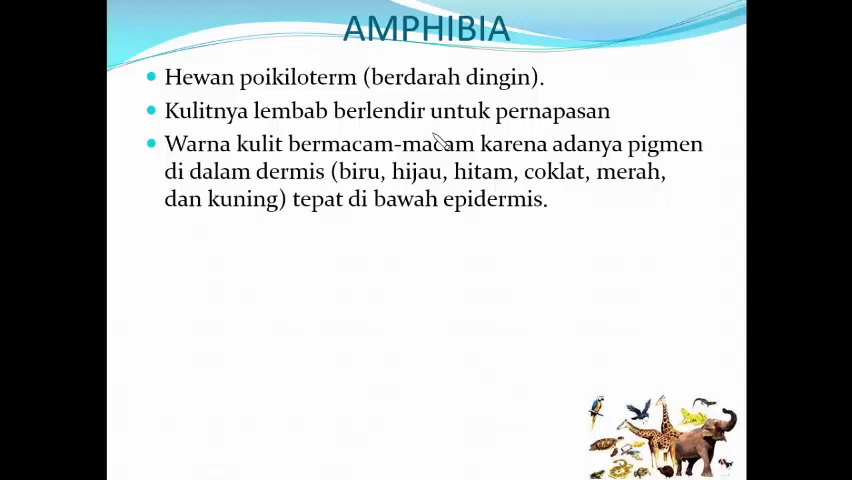 AMPHIBIA
Hewan poikiloterm (berdarah dingin).
Kulitnya lembab berlendir untuk pernapasan
Warna kulit bermacam-macam karena adanya pigmen
di dalam dermis (biru, hijau, hitam, coklat, merah,
dan kuning) tepat di bawah epidermis.